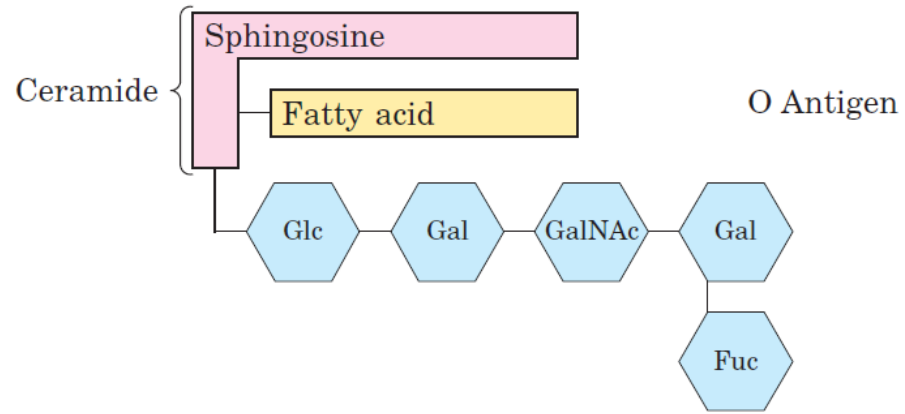 Sphingosine
Ceramide
Fatty acid
O Antigen
Glc
Gal
GalNAc
Gal
Fuc